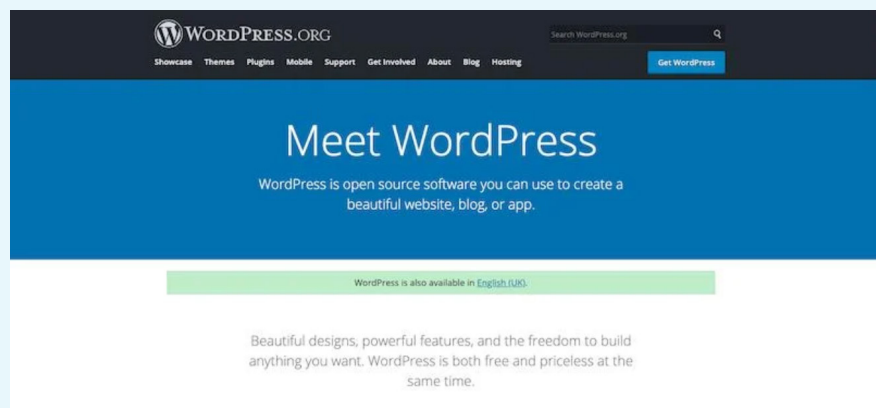 WORDPRESS.ORG
Search WordPress.org
Showcase Themes Plugins Mobile Support Get Involved About Blog Hosting
Get WordPress
Meet WordPress
WordPress is open source software you can use to create a
beautiful website, blog, or app.
WordPress is also available in English (UK).
Beautiful designs, powerful features, and the freedom to build
anything you want. WordPress is both free and priceless at the
same time.